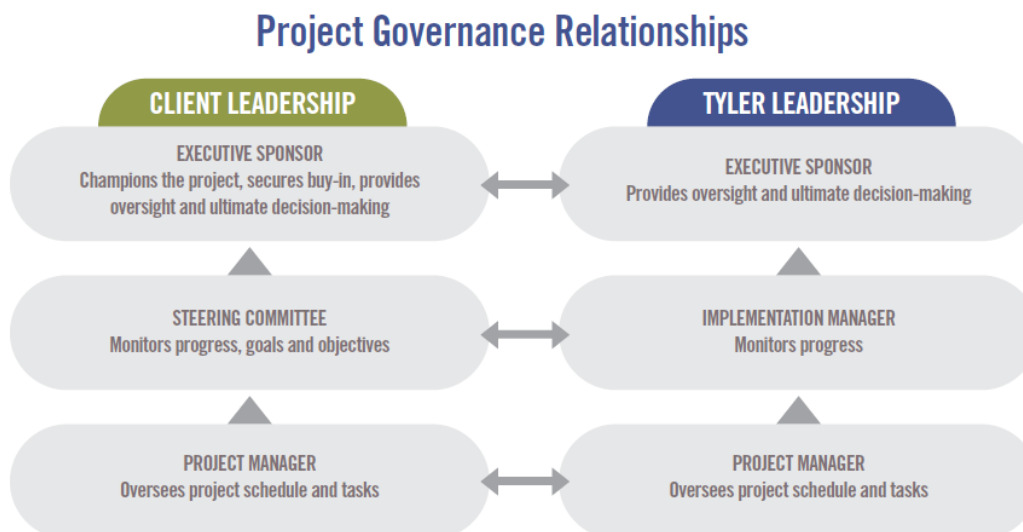 Project Governance Relationships
CLIENT LEADERSHIP
EXECUTIVE SPONSOR
Champions the project, secures buy-in, provides
oversight and ultimate decision-making
STEERING COMMITTEE
Monitors progress, goals and objectives
PROJECT MANAGER
Oversees project schedule and tasks
TYLER LEADERSHIP
EXECUTIVE SPONSOR
Provides oversight and ultimate decision-making
IMPLEMENTATION MANAGER
Monitors progress
PROJECT MANAGER
Oversees project schedule and tasks